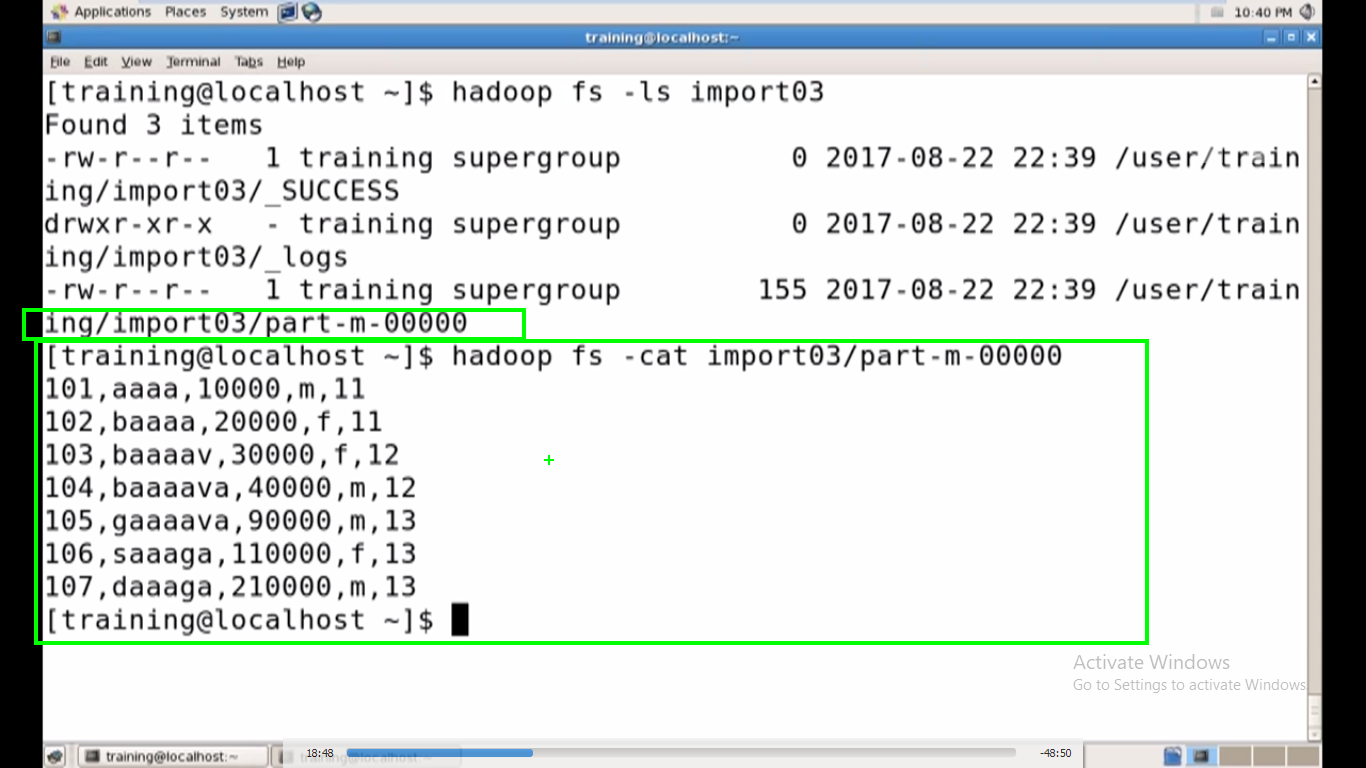 Applications Places System 10:40 PM
training@localhost:~
File Edit View Terminal Tabs Help
[training@localhost ~]$ hadoop fs -ls import03
Found 3 items
-rw-r--r--   1 training supergroup          0 2017-08-22 22:39 /user/train
ing/import03/_SUCCESS
drwxr-xr-x   - training supergroup          0 2017-08-22 22:39 /user/train
ing/import03/_logs
-rw-r--r--   1 training supergroup        155 2017-08-22 22:39 /user/train
ing/import03/part-m-00000
[training@localhost ~]$ hadoop fs -cat import03/part-m-00000
101,aaaa,10000,m,11
102,baaaa,20000,f,11
103,baaaav,30000,f,12
104,baaaava,40000,m,12
105,gaaaava,90000,m,13
106,saaaga,110000,f,13
107,daaaga,210000,m,13
[training@localhost ~]$
Activate Windows
Go to Settings to activate Windows
training@localhost:~ 18:48 training@localhost:~ -48:50